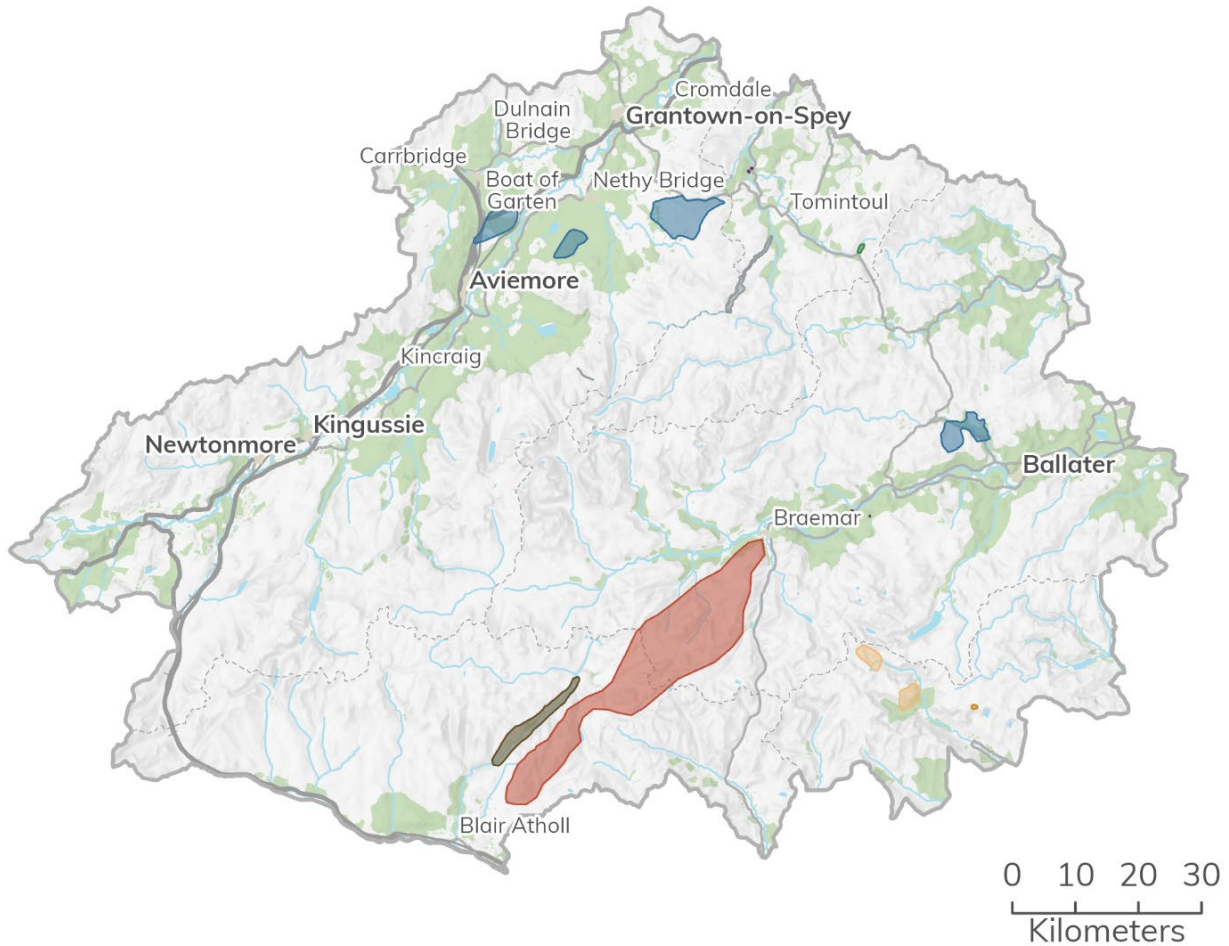 Cromdale
Dulnain
Bridge
Grantown-on-Spey
Carrbridge
Boat of
Garten
Nethy Bridge
Tomintoul
Aviemore
Kincraig
Kingussie
Newtonmore
Ballater
Braemar
Blair Atholl
0 10 20 30
Kilometers